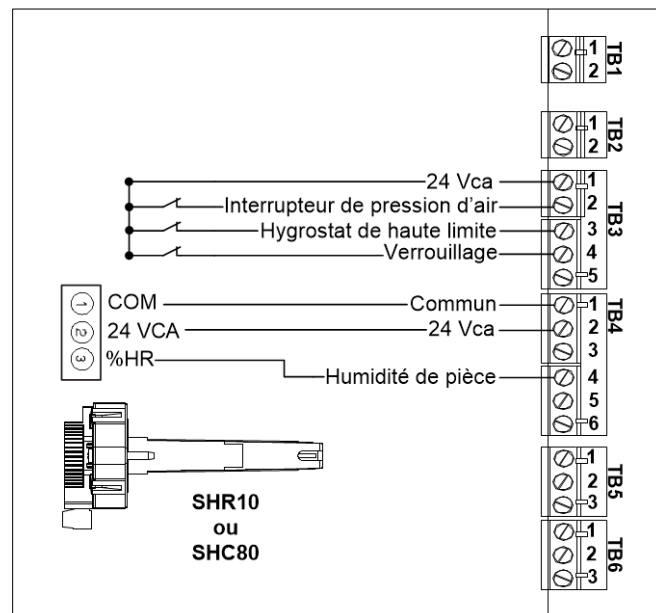 1
2
TB1
1
2
TB2
24 Vca
1
Interrupteur de pression d'air
2
Hygrostat de haute limite
3
Verrouillage
4
5
TB3
1
COM
Commun
1
2
24 VCA
24 Vca
2
3
3
%HR
Humidité de pièce
4
5
6
TB4
SHR10
ou
SHC80
1
2
3
TB5
1
2
3
TB6